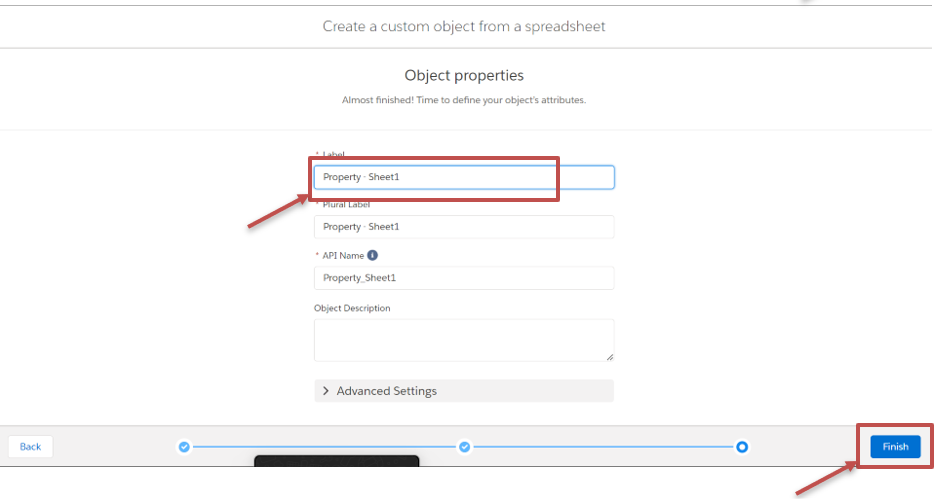 Create a custom object from a spreadsheet
Object properties
Almost finished! Time to define your object's attributes.
* Label
Property - Sheet1
* Plural Label
Property - Sheet1
* API Name
Property_Sheet1
Object Description
Advanced Settings
Back
Finish